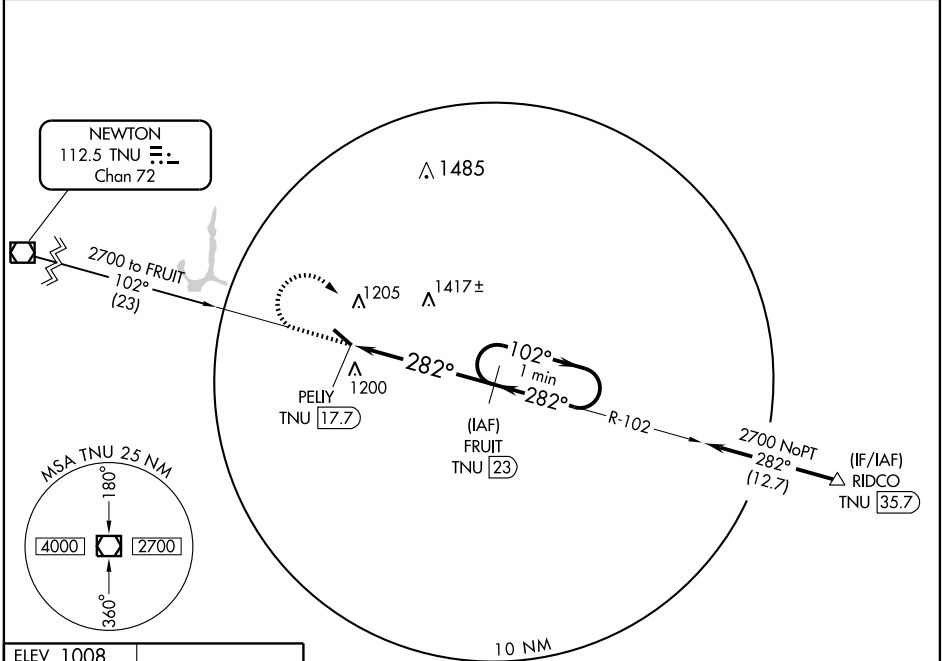 NEWTON
112.5 TNU
Chan 72
1485
2700 to FRUIT
102°
(23)
1205
1417±
282°
1200
PELIY
TNU 17.7
102°
1 min
282°
R-102
(IAF)
FRUIT
TNU 23
2700 NoPT
282°
(12.7)
(IF/IAF)
RIDCO
TNU 35.7
MSA TNU 25 NM
180°
4000
2700
360°
10 NM
ELEV 1008